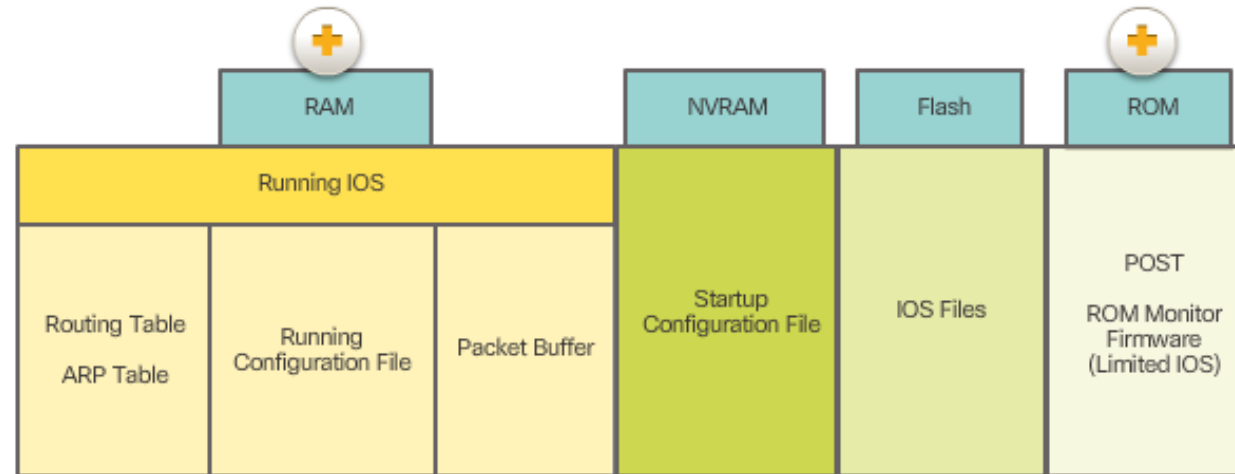 RAM
NVRAM
Flash
ROM
Running IOS
Routing Table
ARP Table
Running
Configuration File
Packet Buffer
Startup
Configuration File
IOS Files
POST
ROM Monitor
Firmware
(Limited IOS)